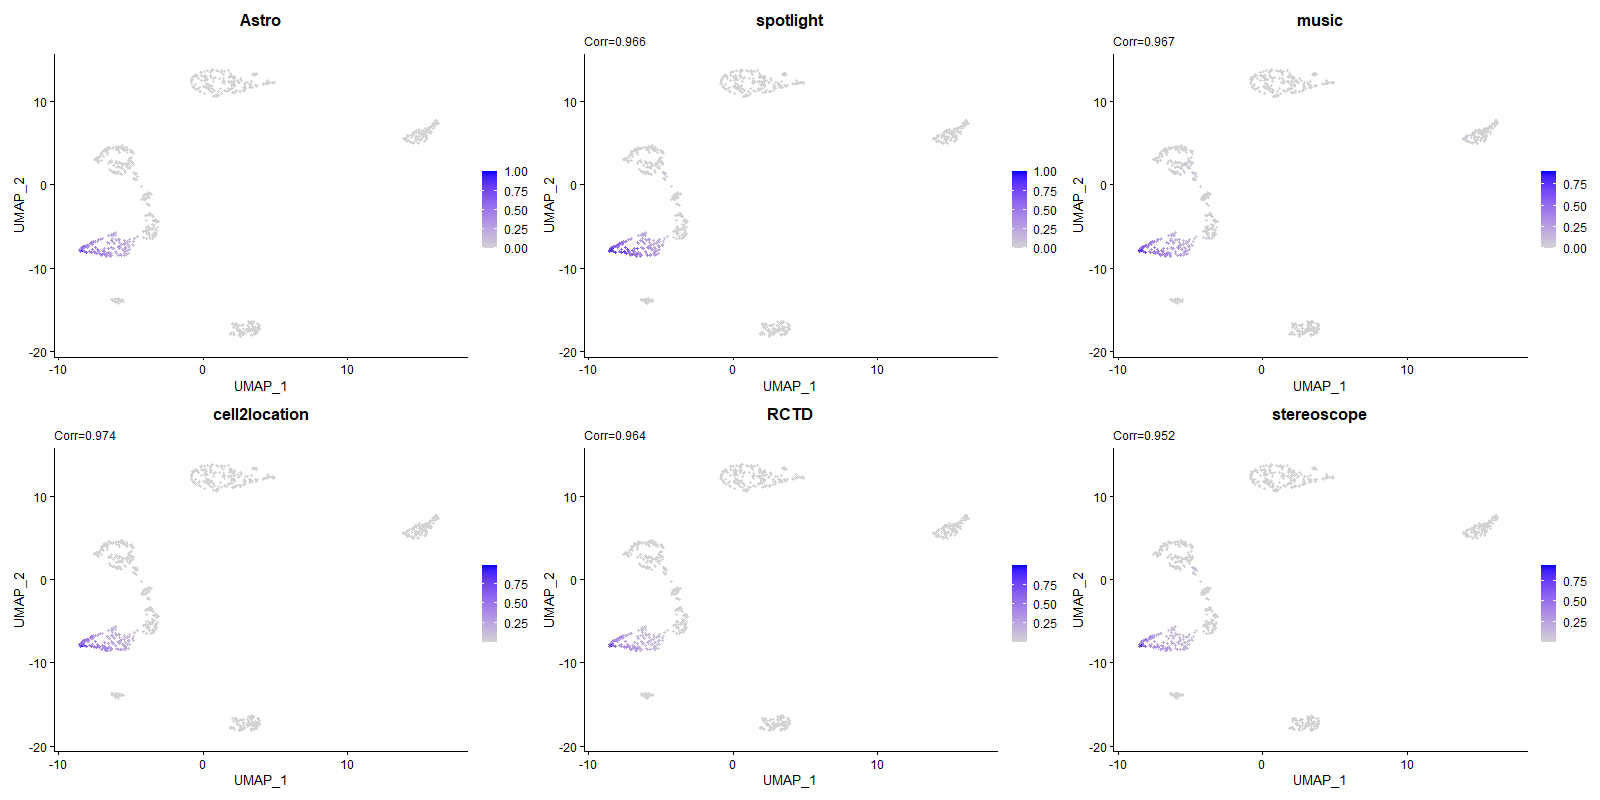 Astro
10
0
-10
-20
UMAP_2
-10
0
10
UMAP_1
1.00
0.75
0.50
0.25
0.00
spotlight
Corr=0.966
10
0
-10
-20
UMAP_2
-10
0
10
UMAP_1
1.00
0.75
0.50
0.25
0.00
music
Corr=0.967
10
0
-10
-20
UMAP_2
-10
0
10
UMAP_1
0.75
0.50
0.25
0.00
cell2location
Corr=0.974
10
0
-10
-20
UMAP_2
-10
0
10
UMAP_1
0.75
0.50
0.25
RCTD
Corr=0.964
10
0
-10
-20
UMAP_2
-10
0
10
UMAP_1
0.75
0.50
0.25
stereoscope
Corr=0.952
10
0
-10
-20
UMAP_2
-10
0
10
UMAP_1
0.75
0.50
0.25